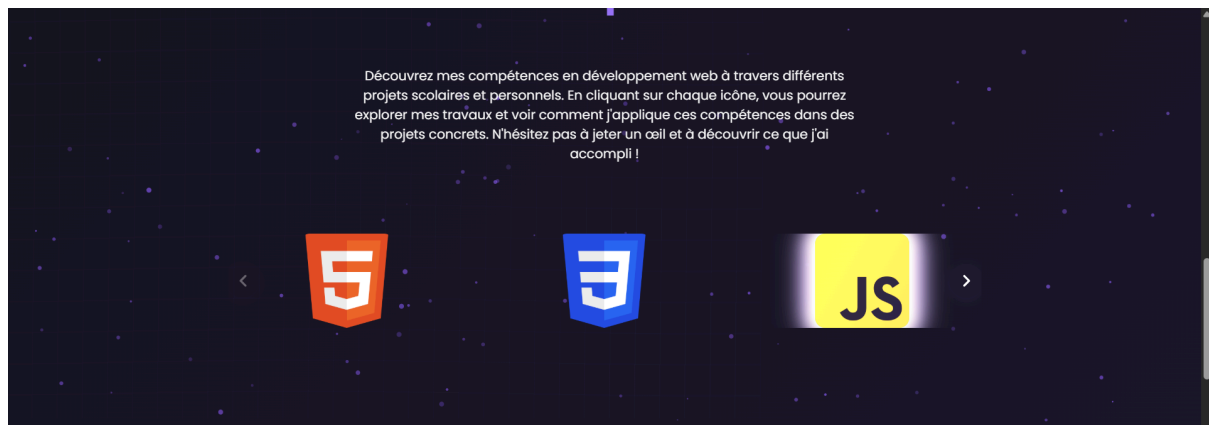 Découvrez mes compétences en développement web à travers différents
projets scolaires et personnels. En cliquant sur chaque icône, vous pourrez
explorer mes travaux et voir comment j'applique ces compétences dans des
projets concrets. N'hésitez pas à jeter un œil et à découvrir ce que j'ai
accompli !
5
3
JS